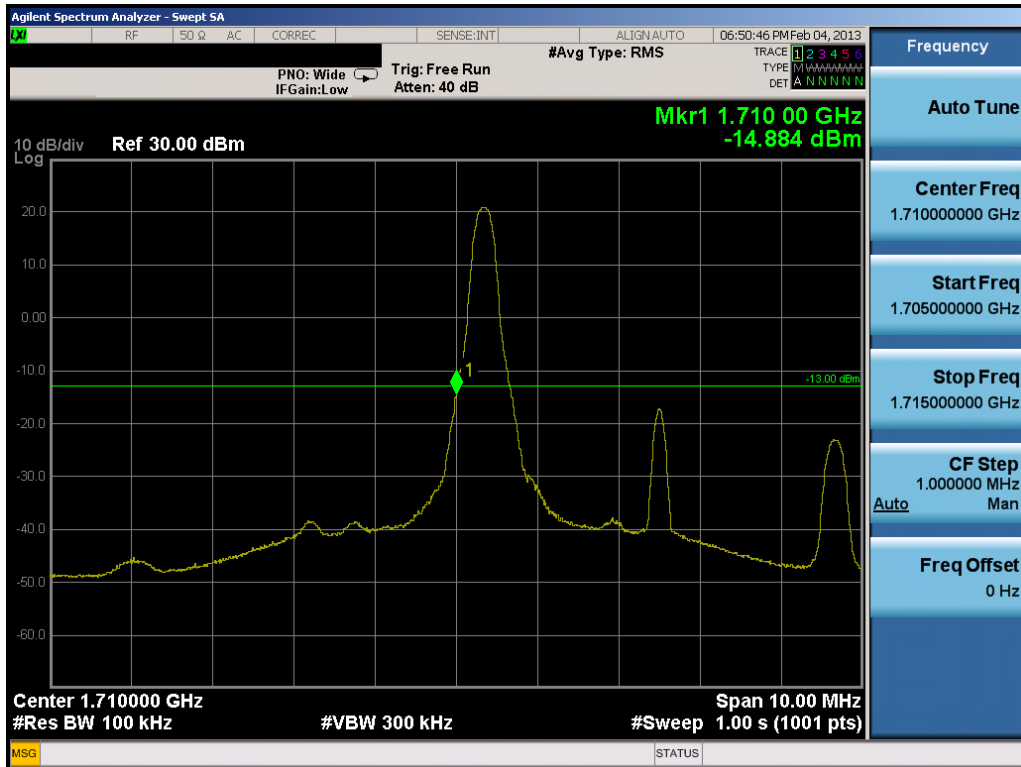 Agilent Spectrum Analyzer - Swept SA
LXI RF 50 Ω AC CORREC SENSE:INT ALIGN AUTO 06:50:46 PM Feb 04, 2013
#Avg Type: RMS TRACE 1 2 3 4 5 6
PNO: Wide Trig: Free Run TYPE M WWWWW
IFGain:Low Atten: 40 dB DET A N N N N N
Mkr1 1.710 00 GHz
-14.884 dBm
10 dB/div Ref 30.00 dBm
Log
20.0
10.0
0.00
-10.0
1
-13.00 dBm
-20.0
-30.0
-40.0
-50.0
-60.0
Center 1.710000 GHz Span 10.00 MHz
#Res BW 100 kHz #VBW 300 kHz #Sweep 1.00 s (1001 pts)
MSG STATUS
Frequency
Auto Tune
Center Freq
1.710000000 GHz
Start Freq
1.705000000 GHz
Stop Freq
1.715000000 GHz
CF Step
1.000000 MHz
Auto Man
Freq Offset
0 Hz